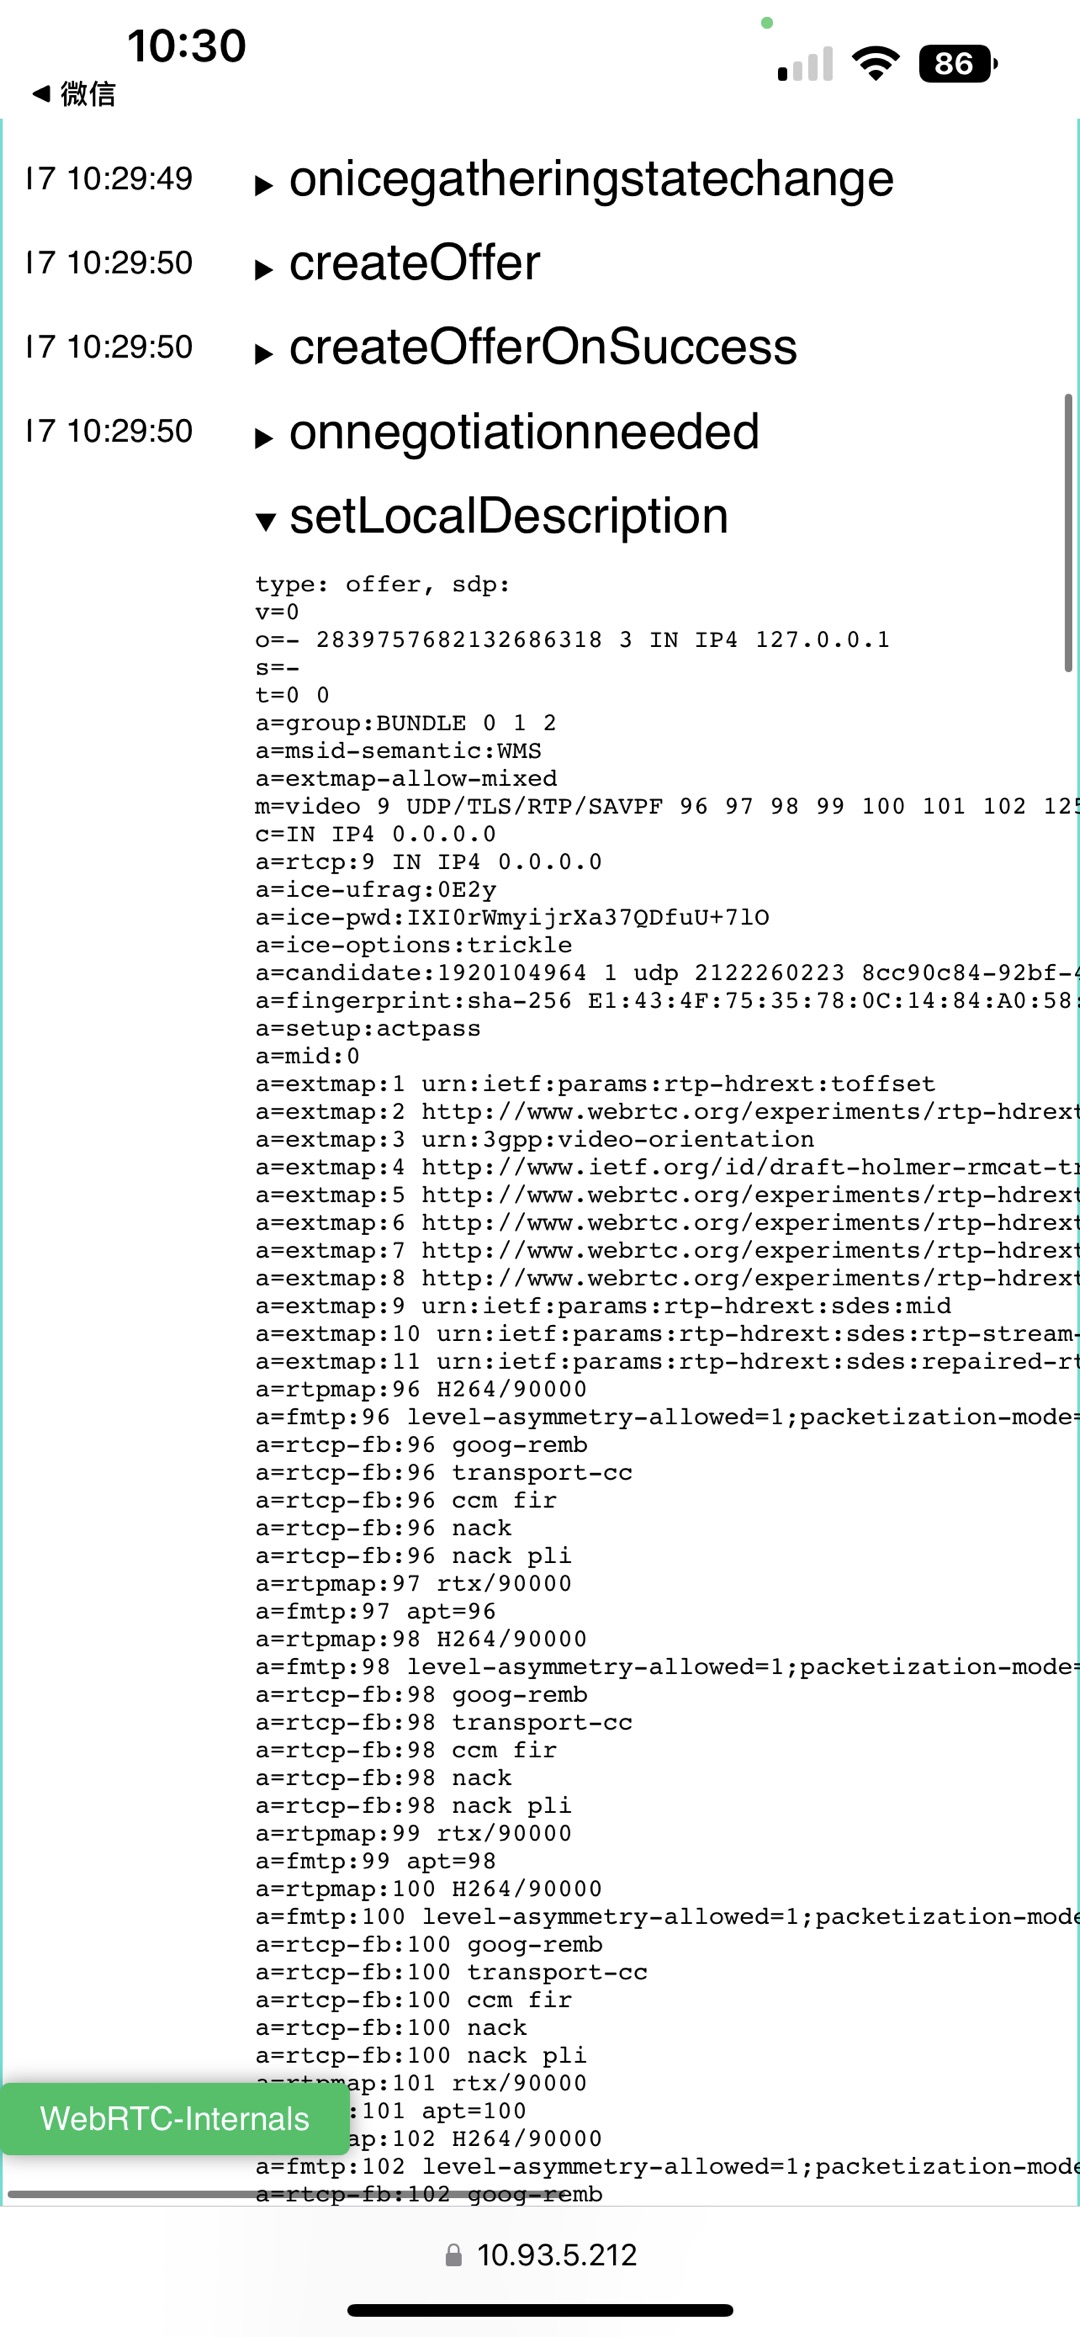 10:30
86
◀ 微信
17 10:29:49 ▶ onicegatheringstatechange
17 10:29:50 ▶ createOffer
17 10:29:50 ▶ createOfferOnSuccess
17 10:29:50 ▶ onnegotiationneeded
▼ setLocalDescription
type: offer, sdp:
v=0
o=- 2839757682132686318 3 IN IP4 127.0.0.1
s=-
t=0 0
a=group:BUNDLE 0 1 2
a=msid-semantic:WMS
a=extmap-allow-mixed
m=video 9 UDP/TLS/RTP/SAVPF 96 97 98 99 100 101 102 125
c=IN IP4 0.0.0.0
a=rtcp:9 IN IP4 0.0.0.0
a=ice-ufrag:0E2y
a=ice-pwd:IXI0rWmyijrXa37QDfuU+7lO
a=ice-options:trickle
a=candidate:1920104964 1 udp 2122260223 8cc90c84-92bf-4
a=fingerprint:sha-256 E1:43:4F:75:35:78:0C:14:84:A0:58:
a=setup:actpass
a=mid:0
a=extmap:1 urn:ietf:params:rtp-hdrext:toffset
a=extmap:2 http://www.webrtc.org/experiments/rtp-hdrext
a=extmap:3 urn:3gpp:video-orientation
a=extmap:4 http://www.ietf.org/id/draft-holmer-rmcat-tr
a=extmap:5 http://www.webrtc.org/experiments/rtp-hdrext
a=extmap:6 http://www.webrtc.org/experiments/rtp-hdrext
a=extmap:7 http://www.webrtc.org/experiments/rtp-hdrext
a=extmap:8 http://www.webrtc.org/experiments/rtp-hdrext
a=extmap:9 urn:ietf:params:rtp-hdrext:sdes:mid
a=extmap:10 urn:ietf:params:rtp-hdrext:sdes:rtp-stream-
a=extmap:11 urn:ietf:params:rtp-hdrext:sdes:repaired-rt
a=rtpmap:96 H264/90000
a=fmtp:96 level-asymmetry-allowed=1;packetization-mode=
a=rtcp-fb:96 goog-remb
a=rtcp-fb:96 transport-cc
a=rtcp-fb:96 ccm fir
a=rtcp-fb:96 nack
a=rtcp-fb:96 nack pli
a=rtpmap:97 rtx/90000
a=fmtp:97 apt=96
a=rtpmap:98 H264/90000
a=fmtp:98 level-asymmetry-allowed=1;packetization-mode=
a=rtcp-fb:98 goog-remb
a=rtcp-fb:98 transport-cc
a=rtcp-fb:98 ccm fir
a=rtcp-fb:98 nack
a=rtcp-fb:98 nack pli
a=rtpmap:99 rtx/90000
a=fmtp:99 apt=98
a=rtpmap:100 H264/90000
a=fmtp:100 level-asymmetry-allowed=1;packetization-mode
a=rtcp-fb:100 goog-remb
a=rtcp-fb:100 transport-cc
a=rtcp-fb:100 ccm fir
a=rtcp-fb:100 nack
a=rtcp-fb:100 nack pli
a=rtpmap:101 rtx/90000
WebRTC-Internals
:101 apt=100
ap:102 H264/90000
a=fmtp:102 level-asymmetry-allowed=1;packetization-mode
a=rtcp-fb:102 goog-remb
10.93.5.212